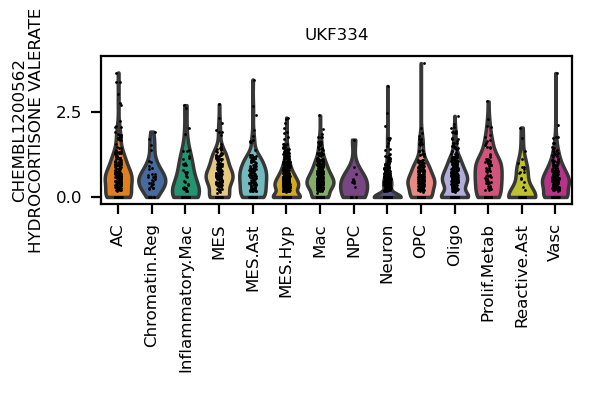 UKF334
CHEMBL1200562
HYDROCORTISONE VALERATE
2.5
0.0
AC
Chromatin.Reg
Inflammatory.Mac
MES
MES.Ast
MES.Hyp
Mac
NPC
Neuron
OPC
Oligo
Prolif.Metab
Reactive.Ast
Vasc